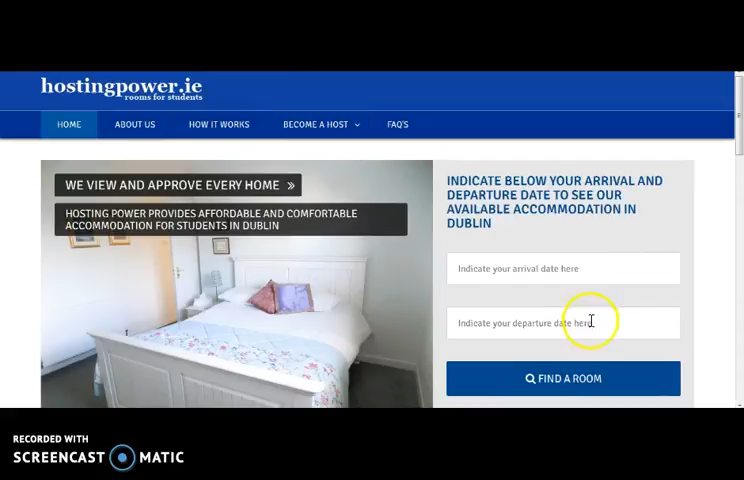 hostingpower.ie
rooms for students
HOME ABOUT US HOW IT WORKS BECOME A HOST FAQ'S
WE VIEW AND APPROVE EVERY HOME »
HOSTING POWER PROVIDES AFFORDABLE AND COMFORTABLE
ACCOMMODATION FOR STUDENTS IN DUBLIN
INDICATE BELOW YOUR ARRIVAL AND
DEPARTURE DATE TO SEE OUR
AVAILABLE ACCOMMODATION IN
DUBLIN
Indicate your arrival date here
Indicate your departure date here
FIND A ROOM
RECORDED WITH
SCREENCAST MATIC